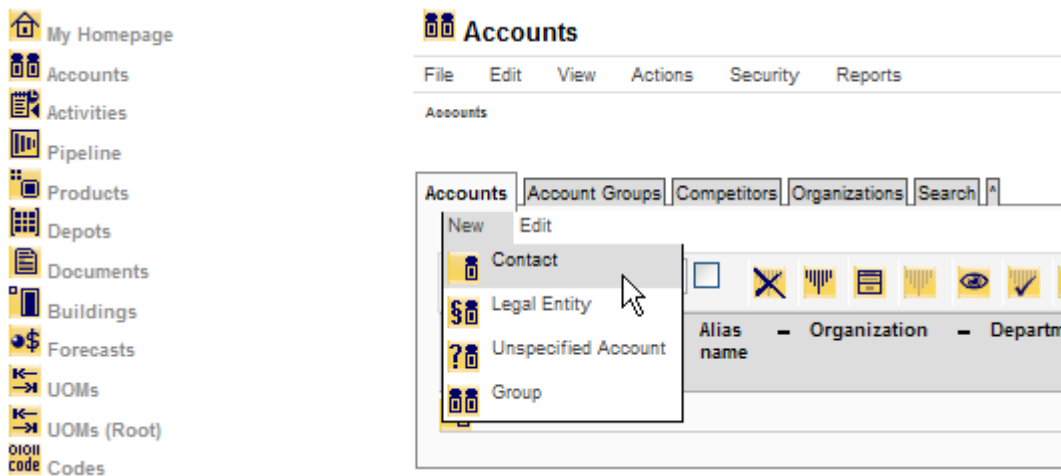 My Homepage
Accounts
Activities
Pipeline
Products
Depots
Documents
Buildings
Forecasts
UOMs
UOMs (Root)
Codes
Accounts
File Edit View Actions Security Reports
Accounts
Accounts Account Groups Competitors Organizations Search ^
New Edit
Contact
§ Legal Entity
? Unspecified Account
Group
Alias name - Organization - Departm